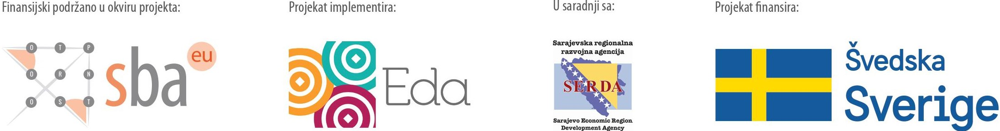 Finansijski podržano u okviru projekta:
O T P
O R N
O S T
sba eu
Projekat implementira:
Eda
U saradnji sa:
Sarajevska regionalna
razvojna agencija
SERDA
Sarajevo Economic Region
Development Agency
Projekat finansira:
Švedska
Sverige